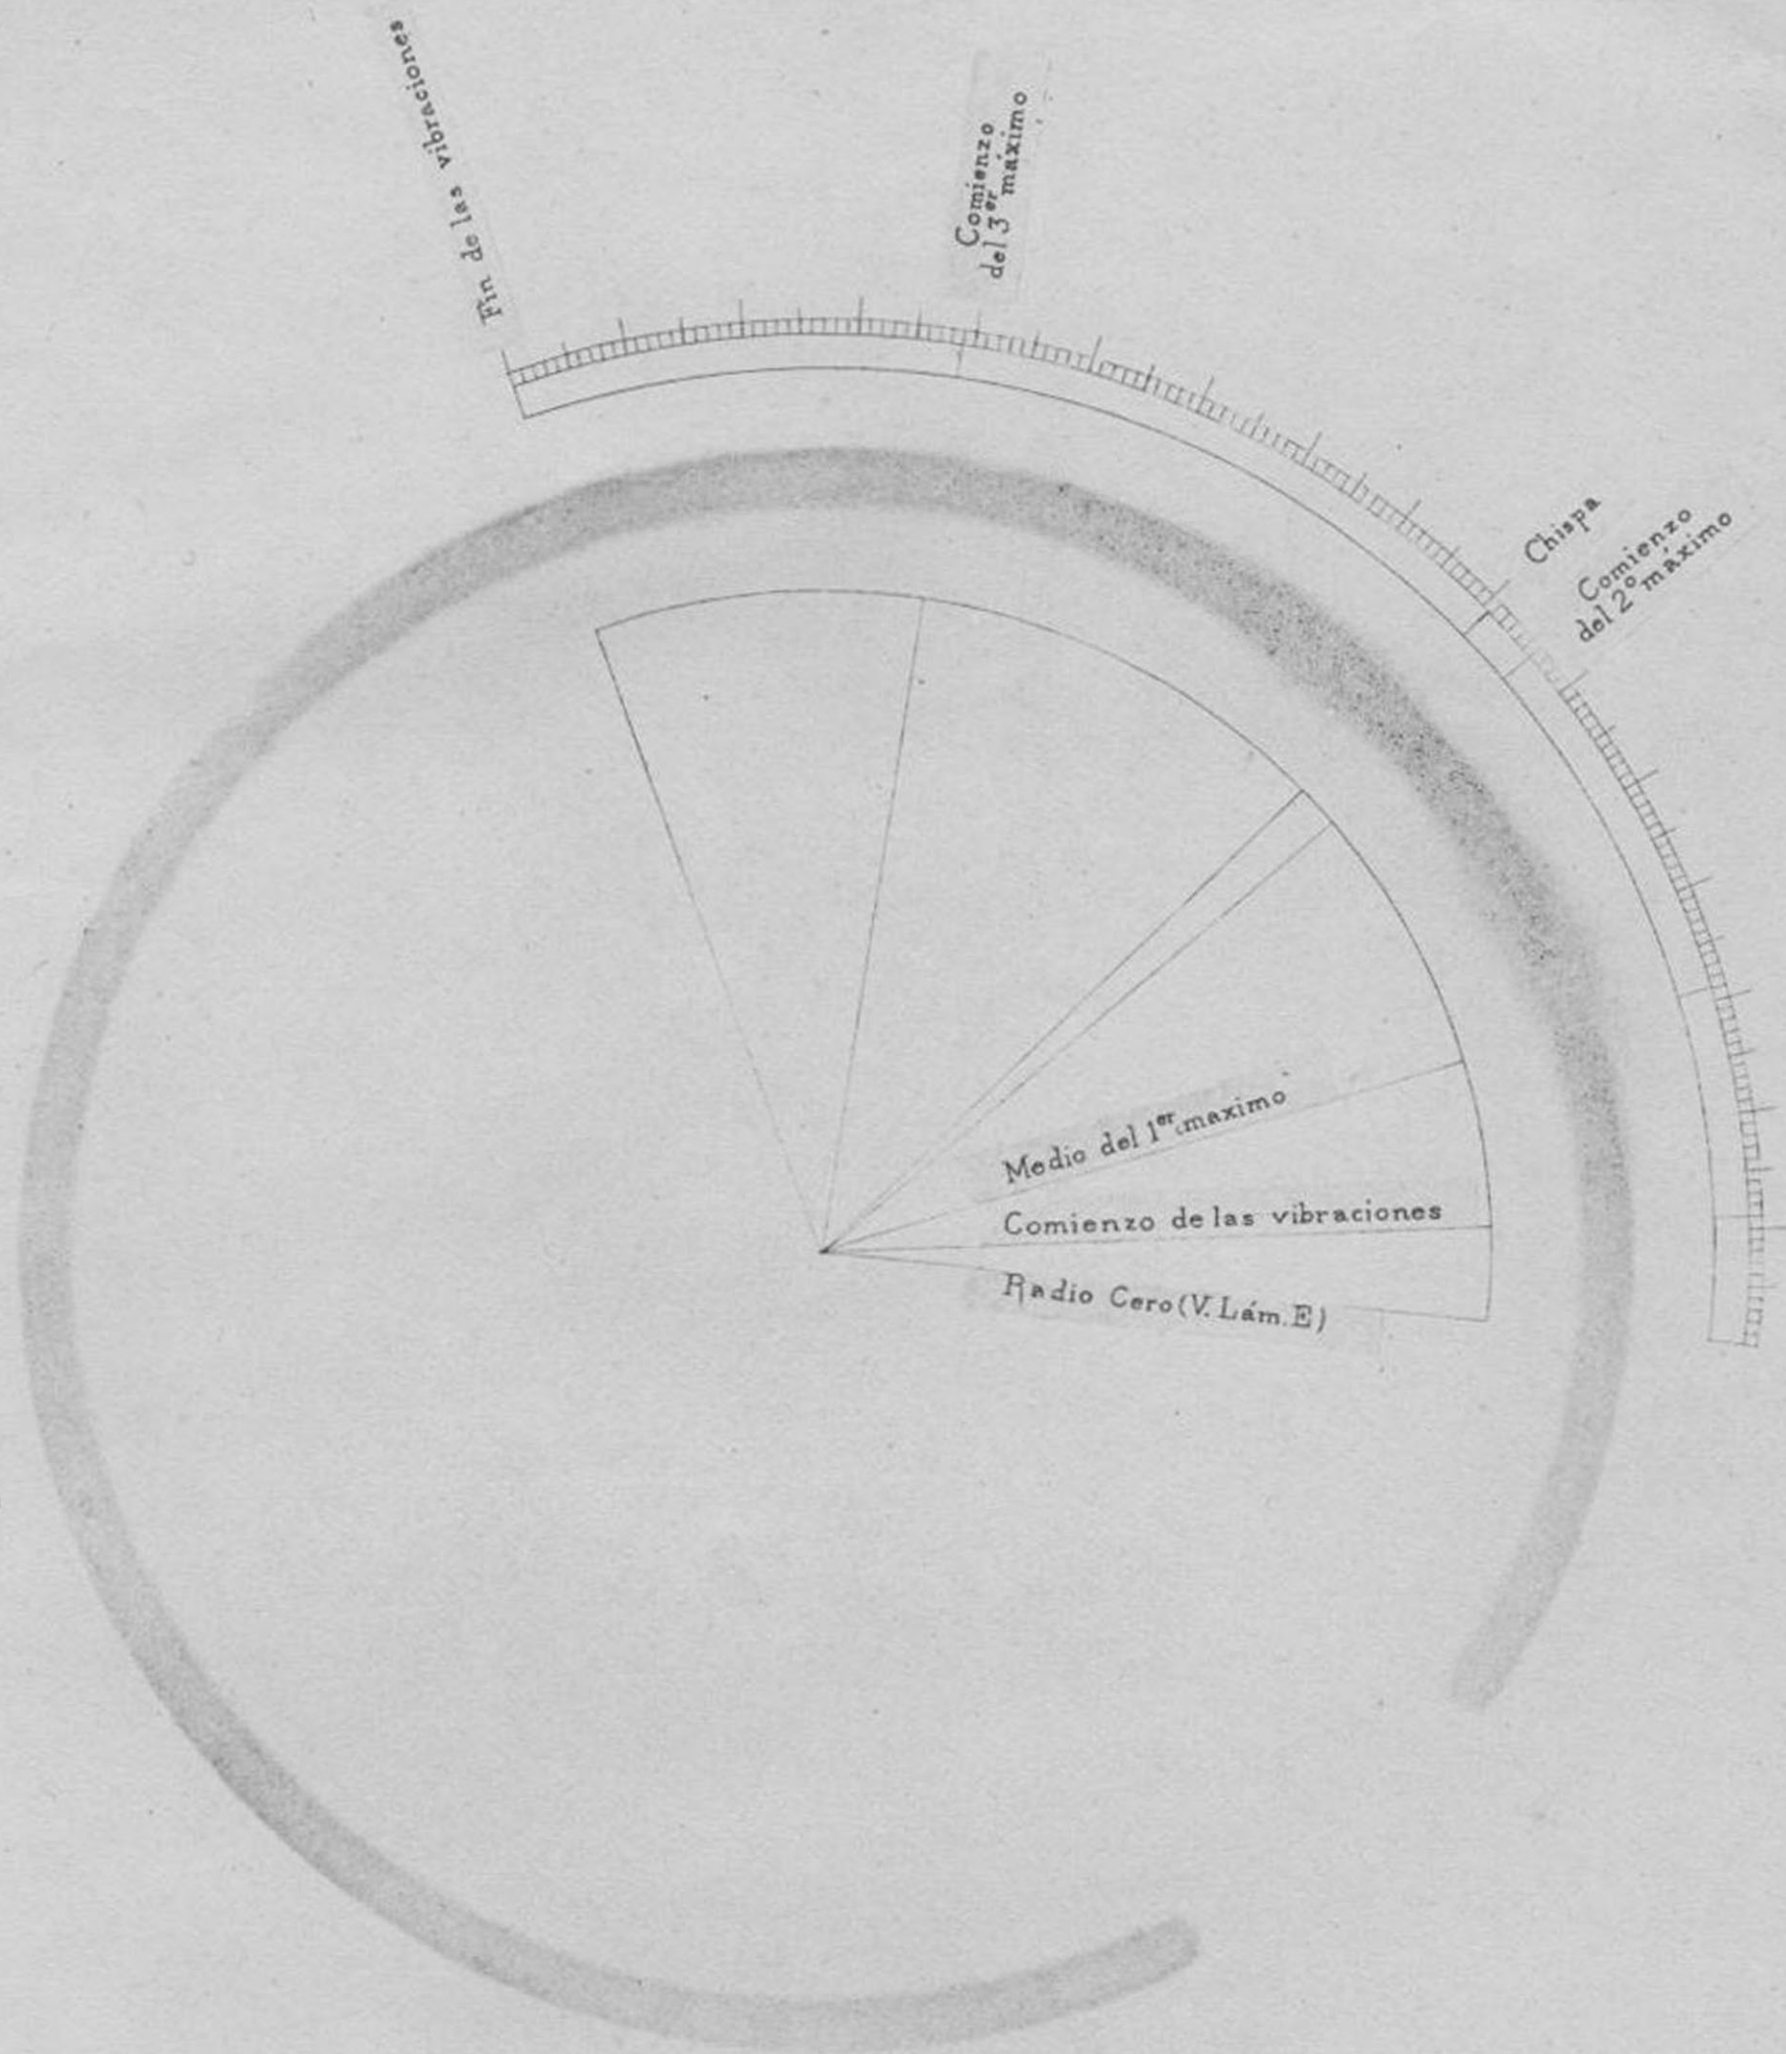 Fin de las vibraciones
Comienzo
del 3er máximo
Chispa
Comienzo
del 2º máximo
Medio del 1er maximo
Comienzo de las vibraciones
Radio Cero (V. Lám. E)